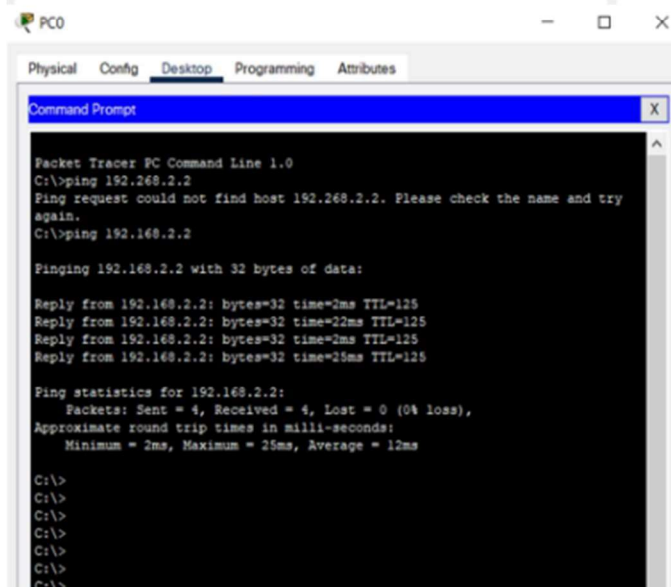 PC0
Physical Config Desktop Programming Attributes
Command Prompt
X
Packet Tracer PC Command Line 1.0
C:\>ping 192.268.2.2
Ping request could not find host 192.268.2.2. Please check the name and try
again.
C:\>ping 192.168.2.2
Pinging 192.168.2.2 with 32 bytes of data:
Reply from 192.168.2.2: bytes=32 time=2ms TTL=125
Reply from 192.168.2.2: bytes=32 time=22ms TTL=125
Reply from 192.168.2.2: bytes=32 time=2ms TTL=125
Reply from 192.168.2.2: bytes=32 time=25ms TTL=125
Ping statistics for 192.168.2.2:
Packets: Sent = 4, Received = 4, Lost = 0 (0% loss),
Approximate round trip times in milli-seconds:
Minimum = 2ms, Maximum = 25ms, Average = 12ms
C:\>
C:\>
C:\>
C:\>
C:\>
C:\>
C:\>